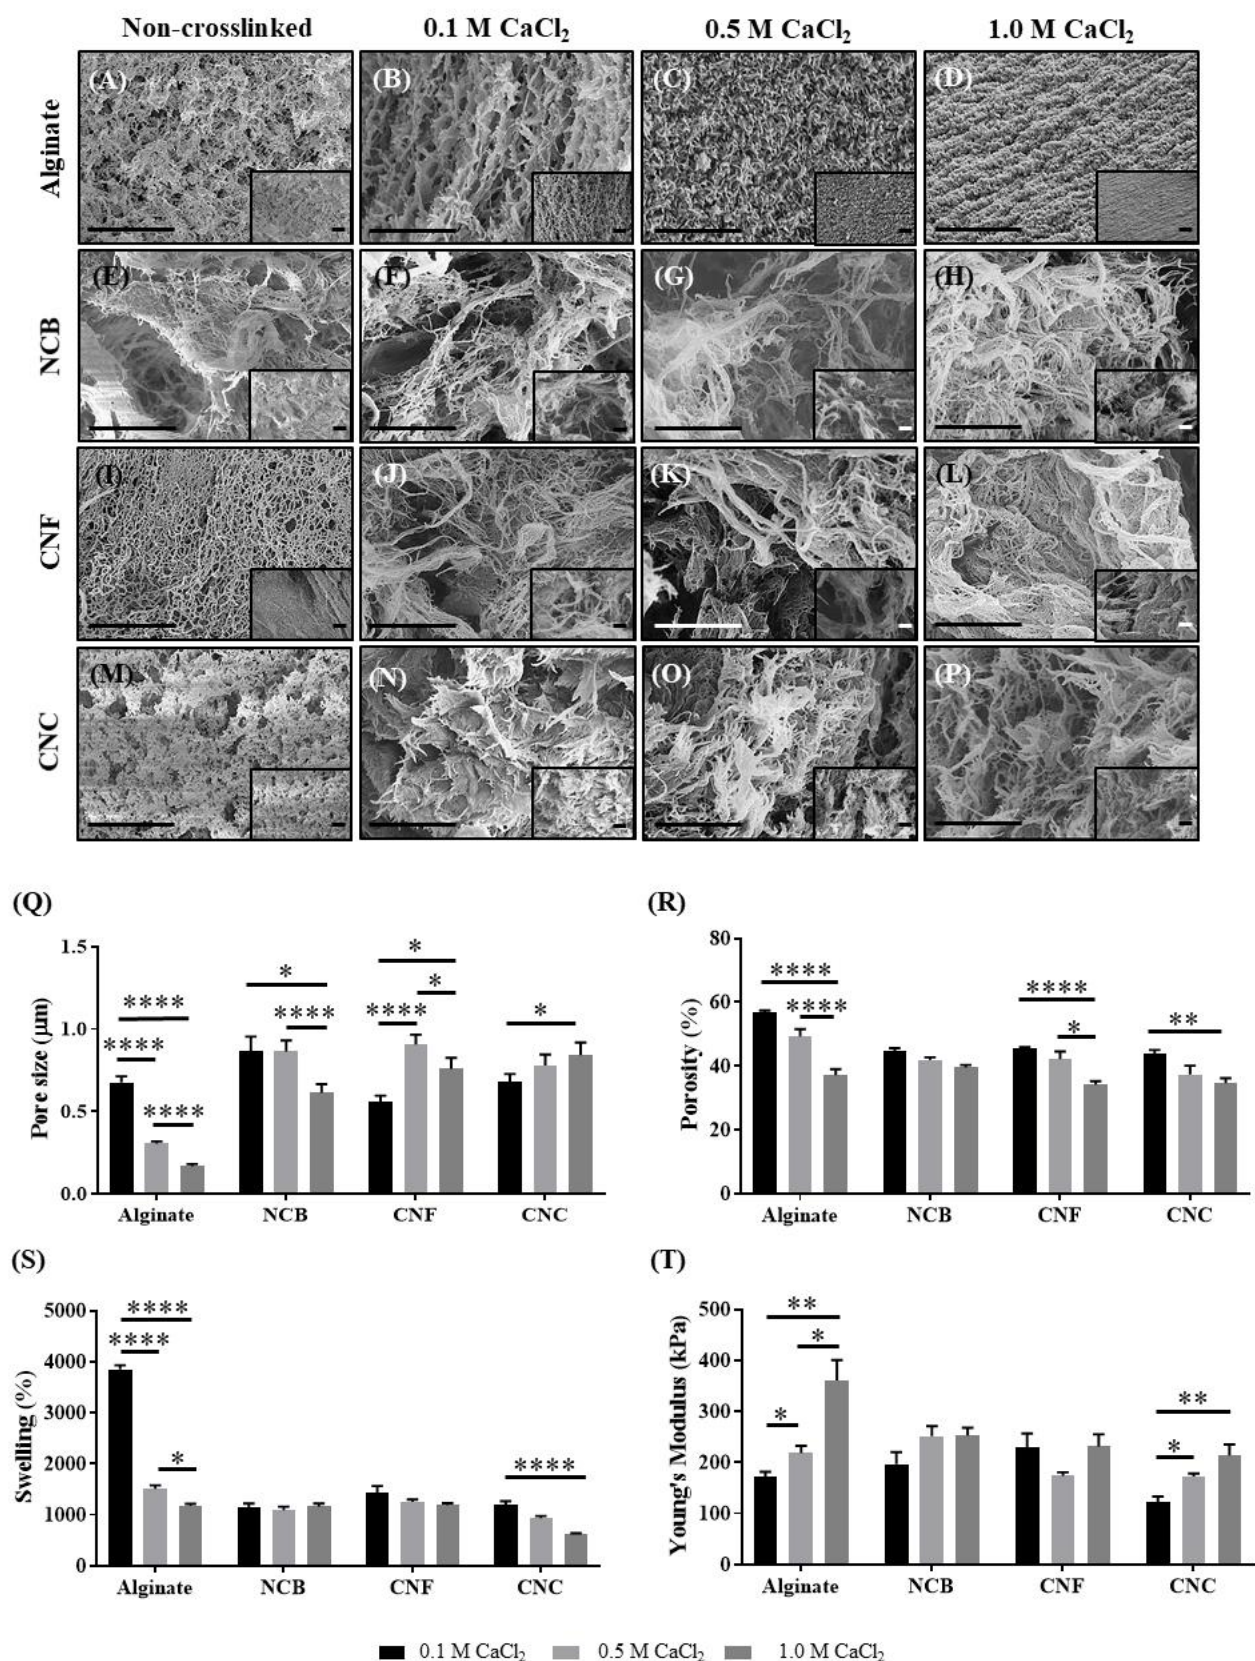 Non-crosslinked 0.1 M CaCl₂ 0.5 M CaCl₂ 1.0 M CaCl₂
Alginate
(A) (B) (C) (D)
NCB
(E) (F) (G) (H)
CNF
(I) (J) (K) (L)
CNC
(M) (N) (O) (P)
(Q)
Pore size (μm)
1.5
1.0
0.5
0.0
* * * **** * ****
**** **** ****
Alginate NCB CNF CNC
(R)
Porosity (%)
80
60
40
20
0
**** **** **
**** *
Alginate NCB CNF CNC
(S)
Swelling (%)
5000
4000
3000
2000
1000
0
**** ****
**** *
Alginate NCB CNF CNC
(T)
Young's Modulus (kPa)
500
400
300
200
100
0
** **
* * *
Alginate NCB CNF CNC
0.1 M CaCl₂ 0.5 M CaCl₂ 1.0 M CaCl₂